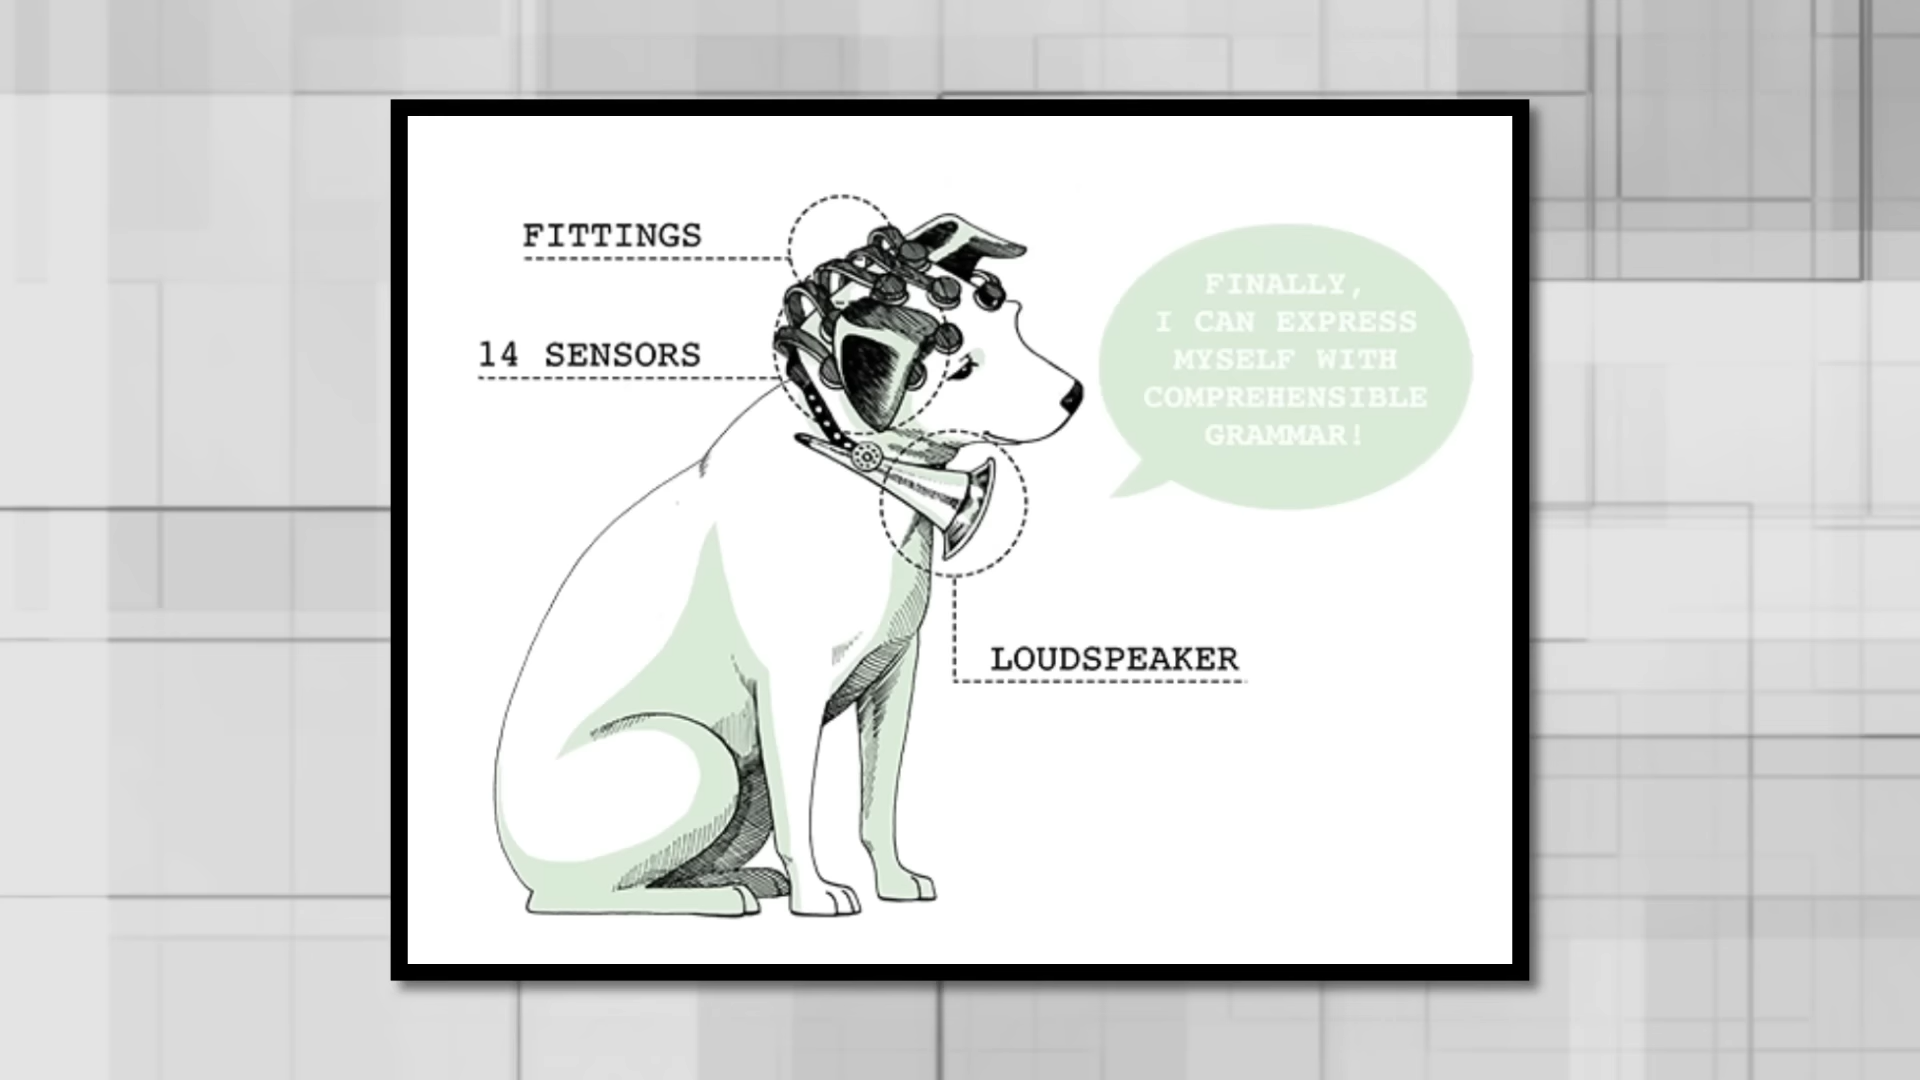 FITTINGS
14 SENSORS
FINALLY,
I CAN EXPRESS
MYSELF WITH
COMPREHENSIBLE
GRAMMAR!
LOUDSPEAKER